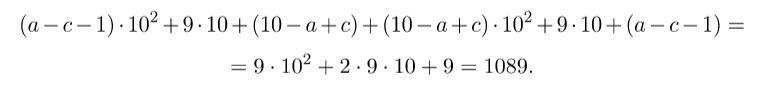 (a − c − 1) · 10² + 9 · 10 + (10 − a + c) + (10 − a + c) · 10² + 9 · 10 + (a − c − 1) =
= 9 · 10² + 2 · 9 · 10 + 9 = 1089.